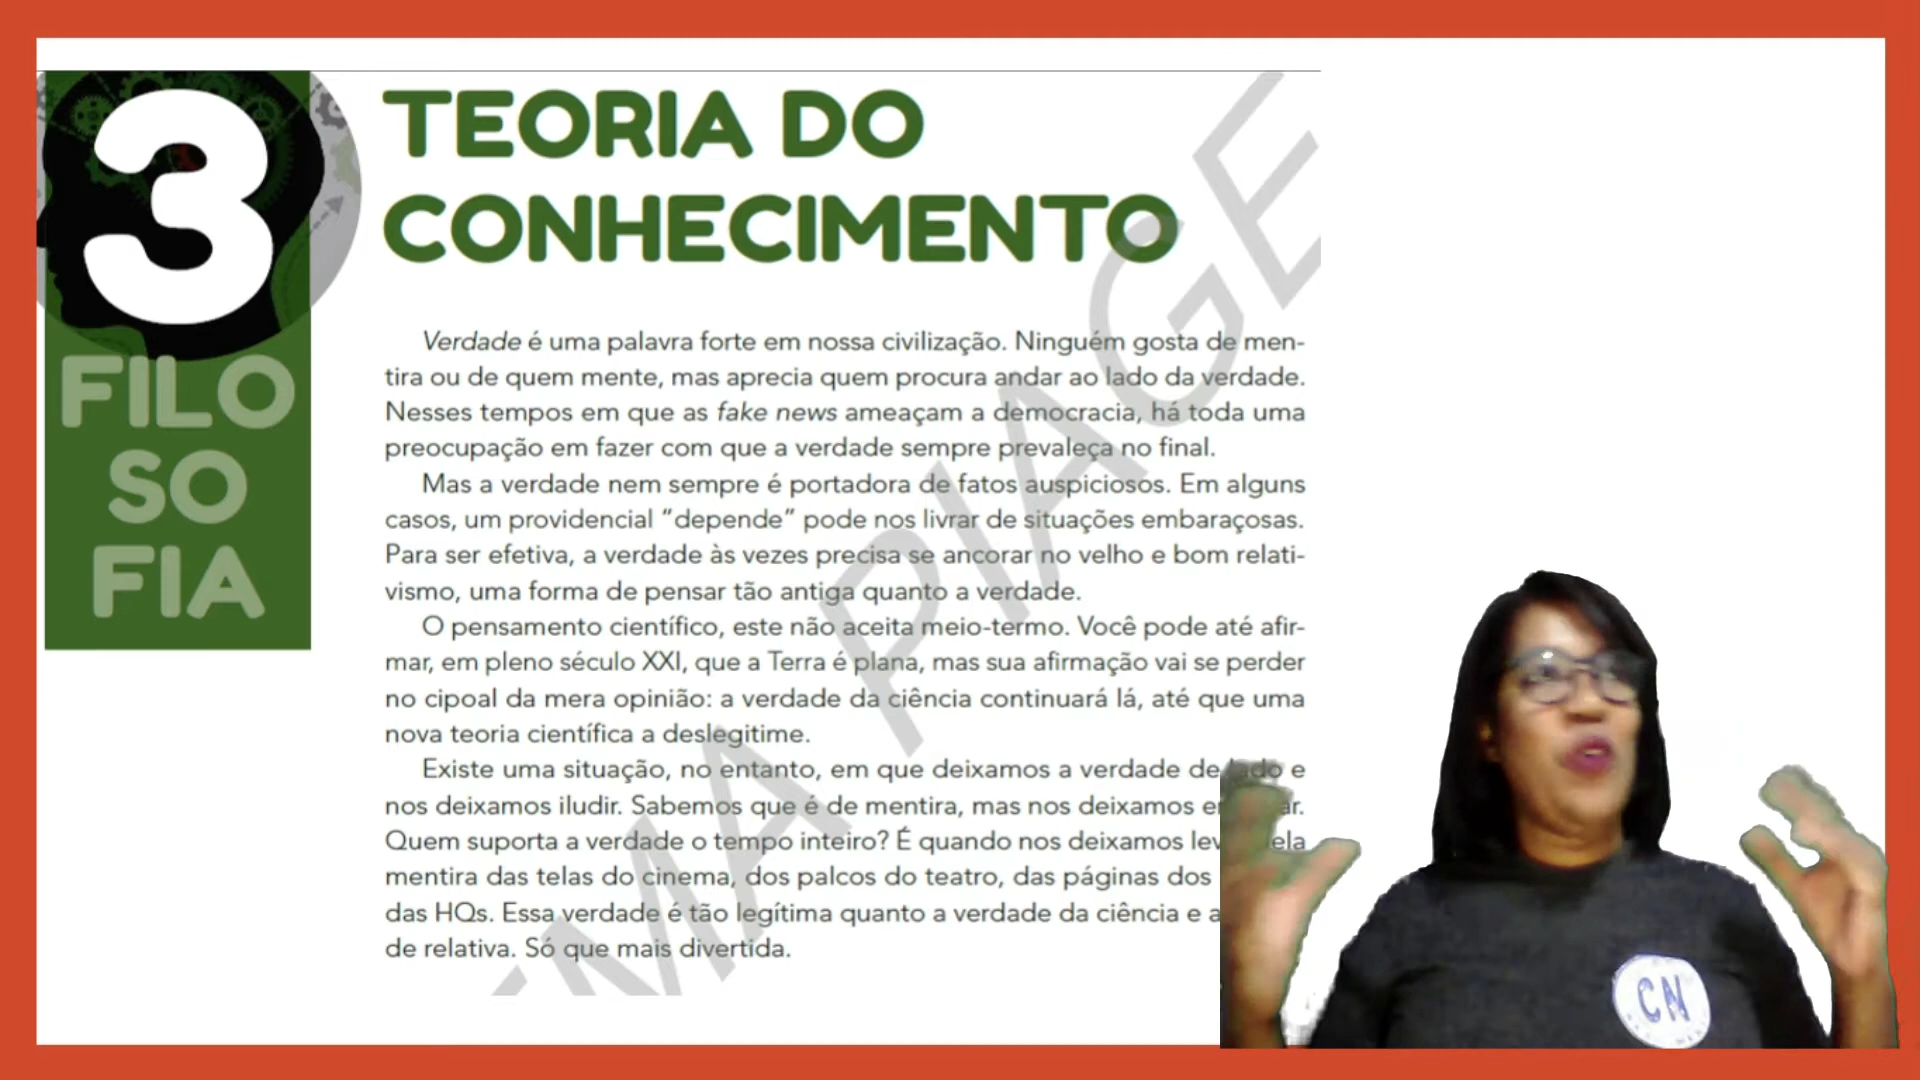 3
FILO
SO
FIA
TEORIA DO
CONHECIMENTO
Verdade é uma palavra forte em nossa civilização. Ninguém gosta de men-
tira ou de quem mente, mas aprecia quem procura andar ao lado da verdade.
Nesses tempos em que as fake news ameaçam a democracia, há toda uma
preocupação em fazer com que a verdade sempre prevaleça no final.
Mas a verdade nem sempre é portadora de fatos auspiciosos. Em alguns
casos, um providencial “depende” pode nos livrar de situações embaraçosas.
Para ser efetiva, a verdade às vezes precisa se ancorar no velho e bom relati-
vismo, uma forma de pensar tão antiga quanto a verdade.
O pensamento científico, este não aceita meio-termo. Você pode até afir-
mar, em pleno século XXI, que a Terra é plana, mas sua afirmação vai se perder
no cipoal da mera opinião: a verdade da ciência continuará lá, até que uma
nova teoria científica a deslegitime.
Existe uma situação, no entanto, em que deixamos a verdade de lado e
nos deixamos iludir. Sabemos que é de mentira, mas nos deixamos
Quem suporta a verdade o tempo inteiro? É quando nos deixamos
mentira das telas do cinema, dos palcos do teatro, das páginas dos
das HQs. Essa verdade é tão legítima quanto a verdade da ciência e a
de relativa. Só que mais divertida.
EMA PIAGE
CN